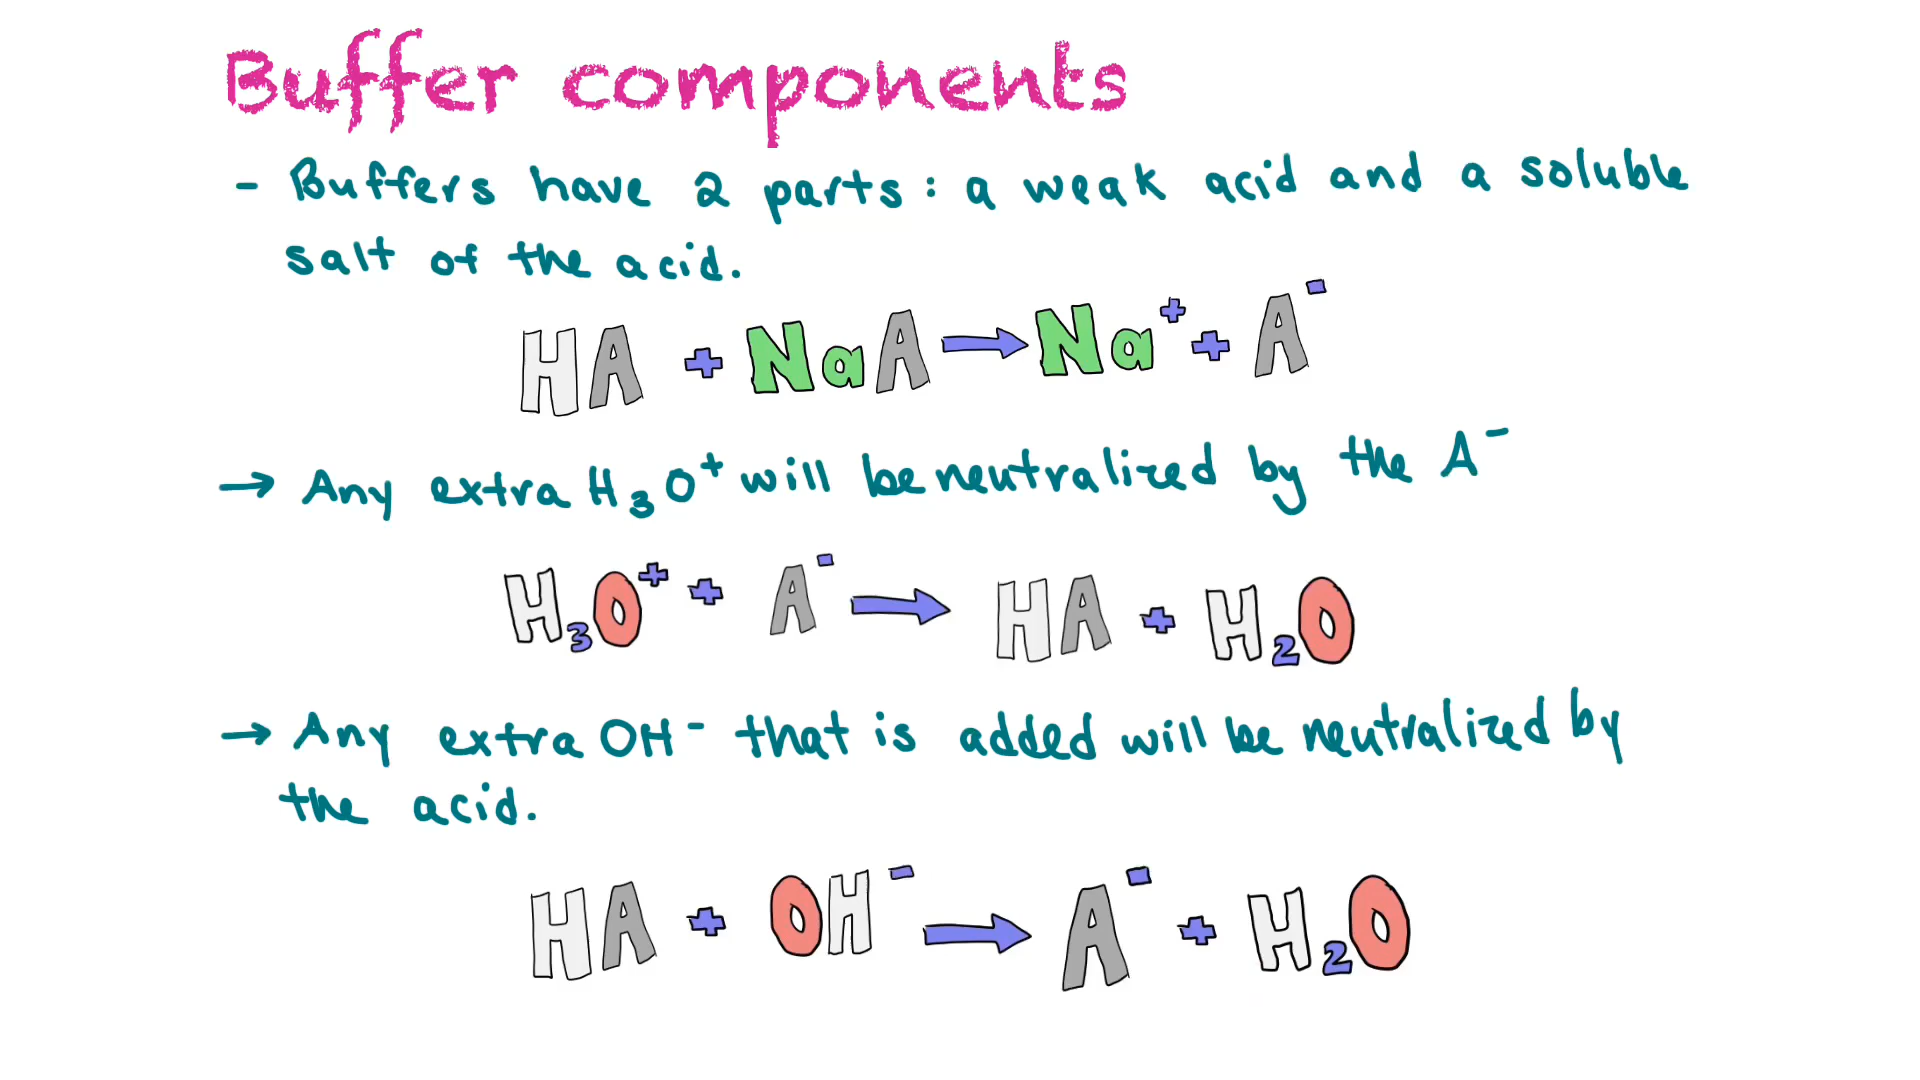 Buffer components
- Buffers have 2 parts: a weak acid and a soluble
salt of the acid.
HA + NaA → Na⁺ + A⁻
→ Any extra H₃O⁺ will be neutralized by the A⁻
H₃O⁺ + A⁻ → HA + H₂O
→ Any extra OH⁻ that is added will be neutralized by
the acid.
HA + OH⁻ → A⁻ + H₂O